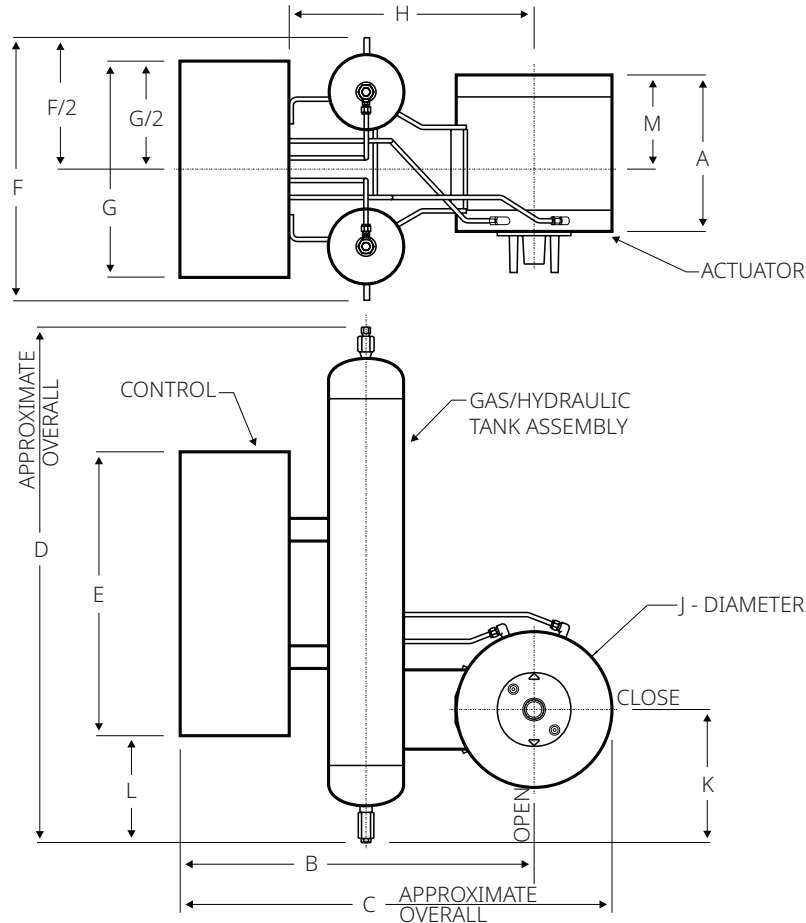 H
F/2
G/2
M
A
F
G
ACTUATOR
APPROXIMATE
OVERALL
CONTROL
GAS/HYDRAULIC
TANK ASSEMBLY
D
E
J - DIAMETER
CLOSE
L
K
OPEN
B
C
APPROXIMATE
OVERALL